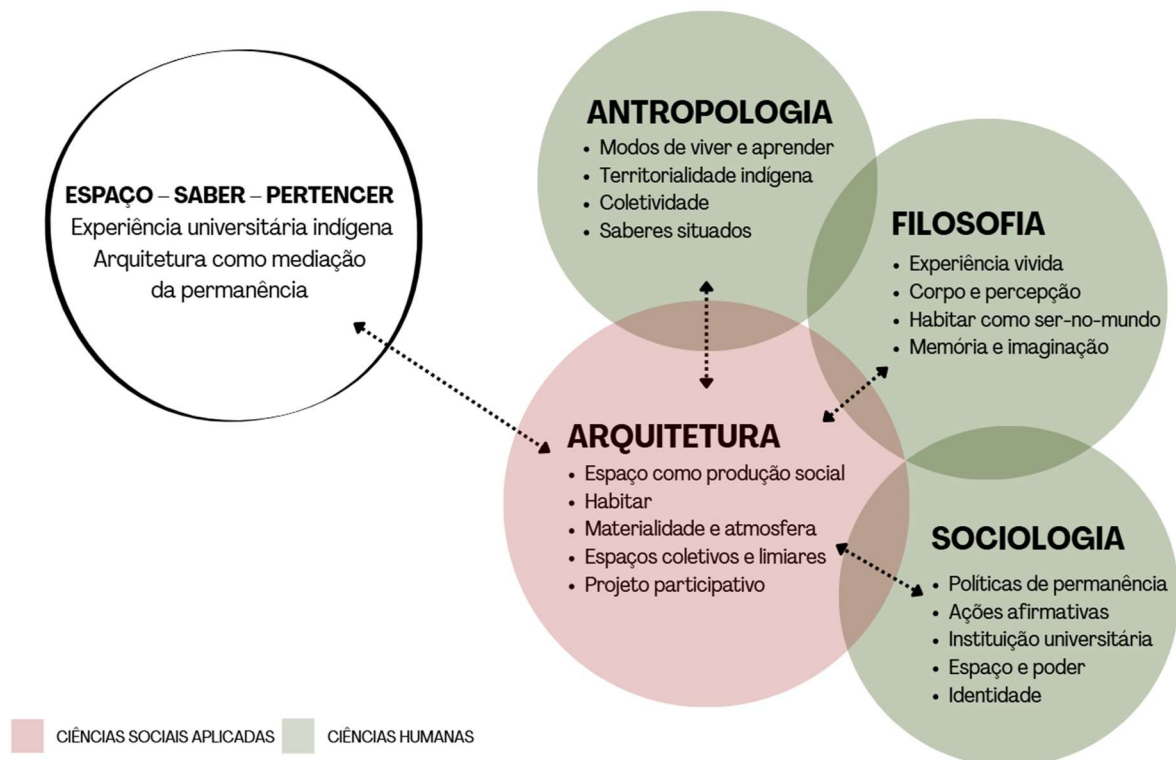 ESPAÇO – SABER – PERTENCER
Experiência universitária indígena
Arquitetura como mediação
da permanência
ANTROPOLOGIA
• Modos de viver e aprender
• Territorialidade indígena
• Coletividade
• Saberes situados
FILOSOFIA
• Experiência vivida
• Corpo e percepção
• Habitar como ser-no-mundo
• Memória e imaginação
ARQUITETURA
• Espaço como produção social
• Habitar
• Materialidade e atmosfera
• Espaços coletivos e limiares
• Projeto participativo
SOCIOLOGIA
• Políticas de permanência
• Ações afirmativas
• Instituição universitária
• Espaço e poder
• Identidade
CIÊNCIAS SOCIAIS APLICADAS
CIÊNCIAS HUMANAS